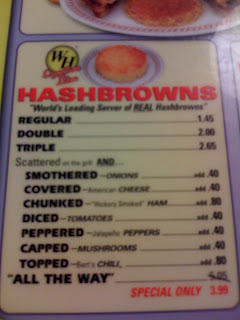 WH
HASHBROWNS
"World's Leading Server of REAL Hashbrowns"
REGULAR 1.45
DOUBLE 2.00
TRIPLE 2.65
Scattered on the grill AND...
SMOTHERED -ONIONS add .40
COVERED -American CHEESE add .40
CHUNKED -"Hickory Smoked" HAM add .80
DICED -TOMATOES add .40
PEPPERED -Jalapeño PEPPERS add .40
CAPPED -MUSHROOMS add .40
TOPPED -Bert's CHILI add .80
"ALL THE WAY"
SPECIAL ONLY 3.99